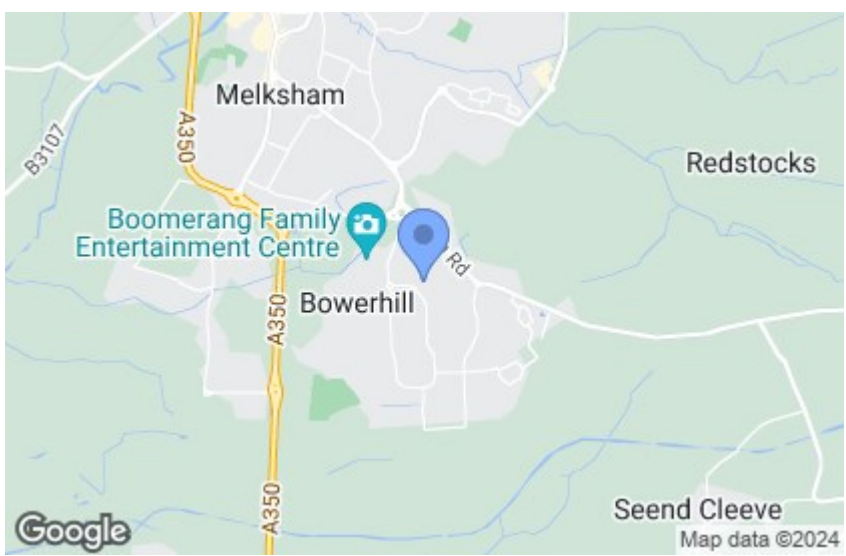 Melksham
A350
B3107
Redstocks
Boomerang Family
Entertainment Centre
Rd
Bowerhill
A350
A350
Seend Cleeve
Google
Map data ©2024